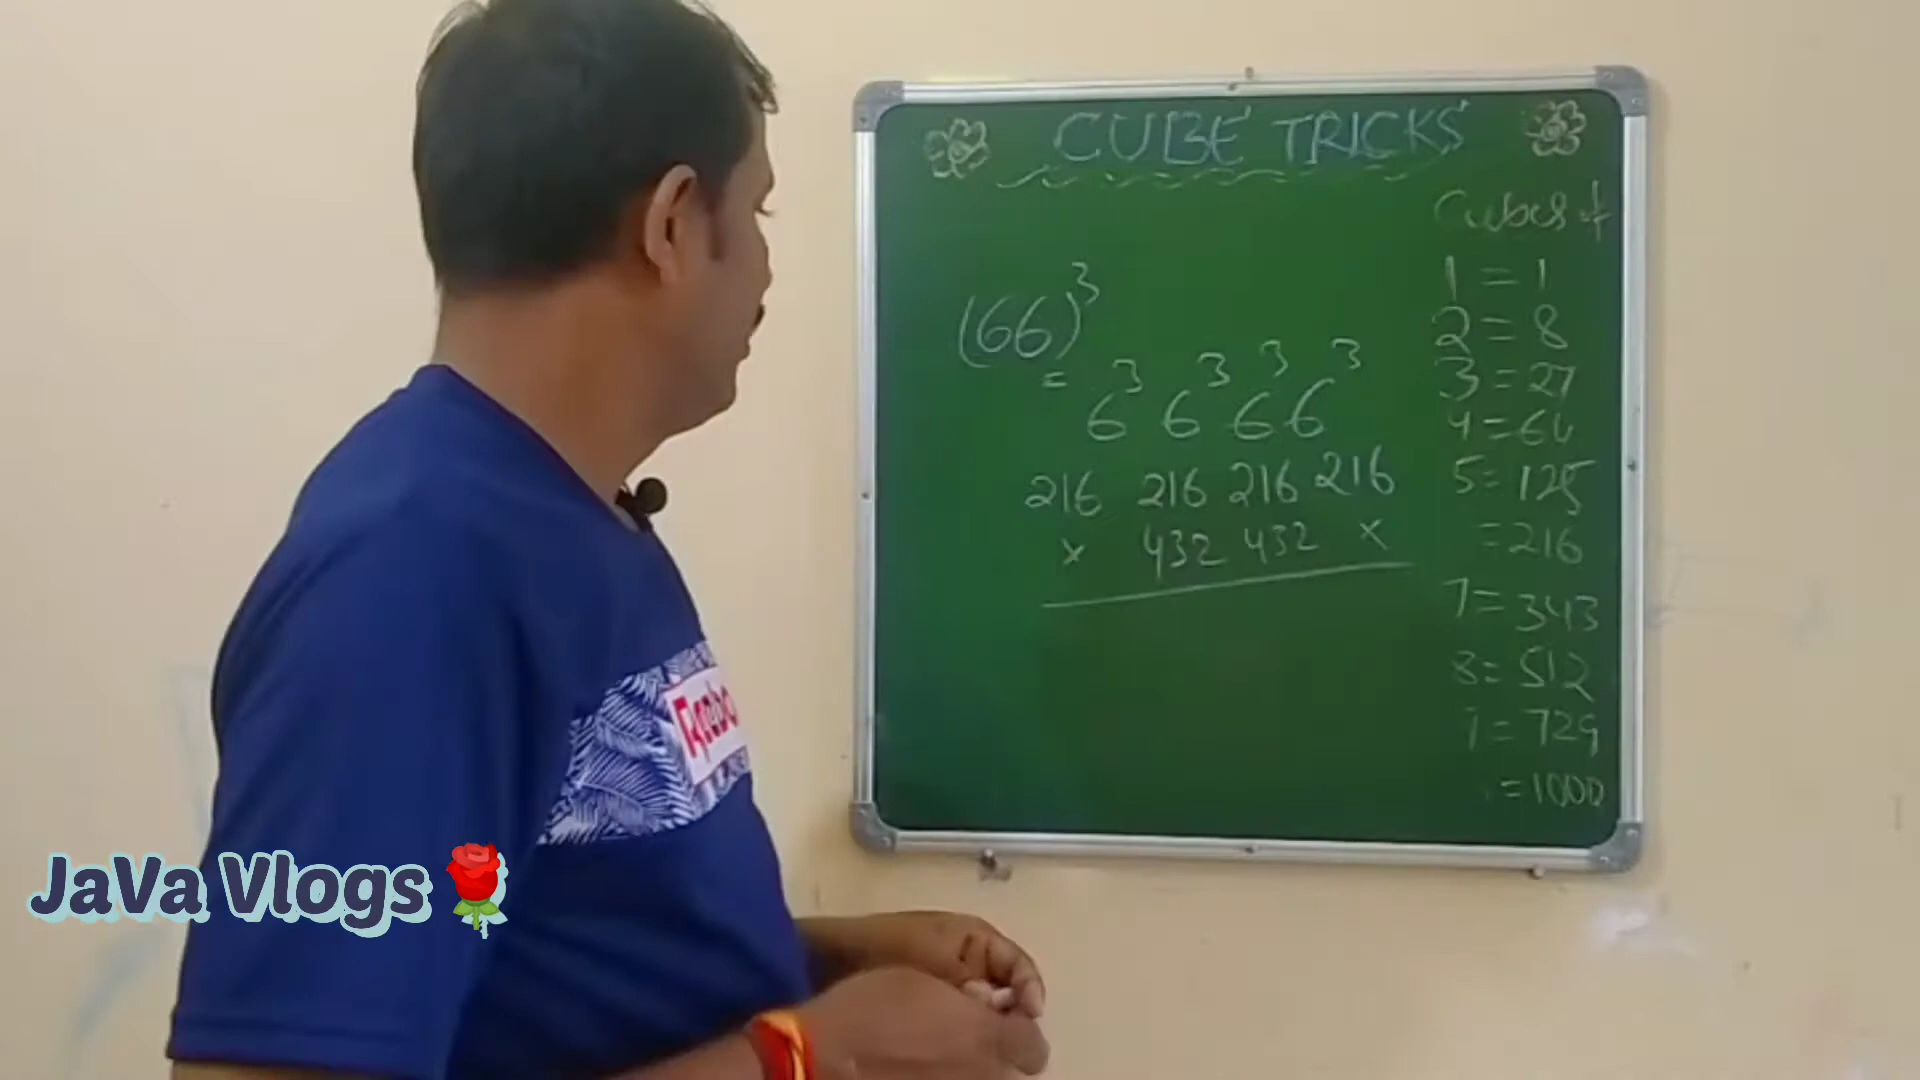 CUBE TRICKS
Cubes of
(66)³
= 6³ 6³ 6³ 6³
216 216 216 216
× 432 432 ×
1 = 1
2 = 8
3 = 27
4 = 64
5 = 125
= 216
7 = 343
8 = 512
= 729
= 1000
Reebo
JaVa Vlogs🌹